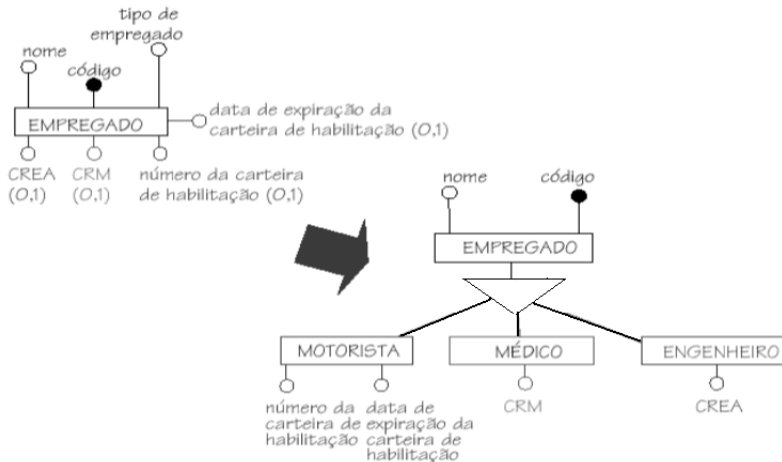 tipo de
empregado
nome
código
EMPREGADO
data de expiração da
carteira de habilitação (0,1)
CREA
(0,1)
CRM
(0,1)
número da carteira
de habilitação (0,1)
nome
código
EMPREGADO
MOTORISTA
MÉDICO
ENGENHEIRO
número da
carteira de
habilitação
data de
expiração da
carteira de
habilitação
CRM
CREA